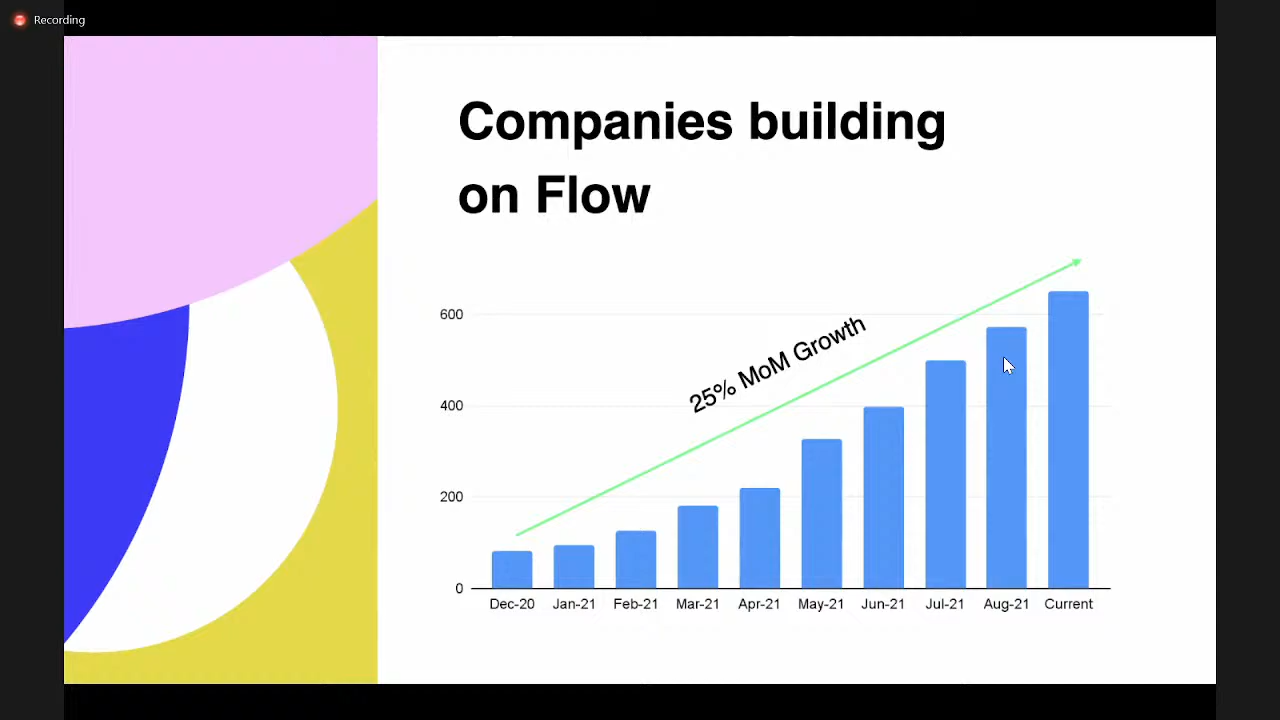 Recording
Companies building
on Flow
25% MoM Growth
600
400
200
0
Dec-20 Jan-21 Feb-21 Mar-21 Apr-21 May-21 Jun-21 Jul-21 Aug-21 Current